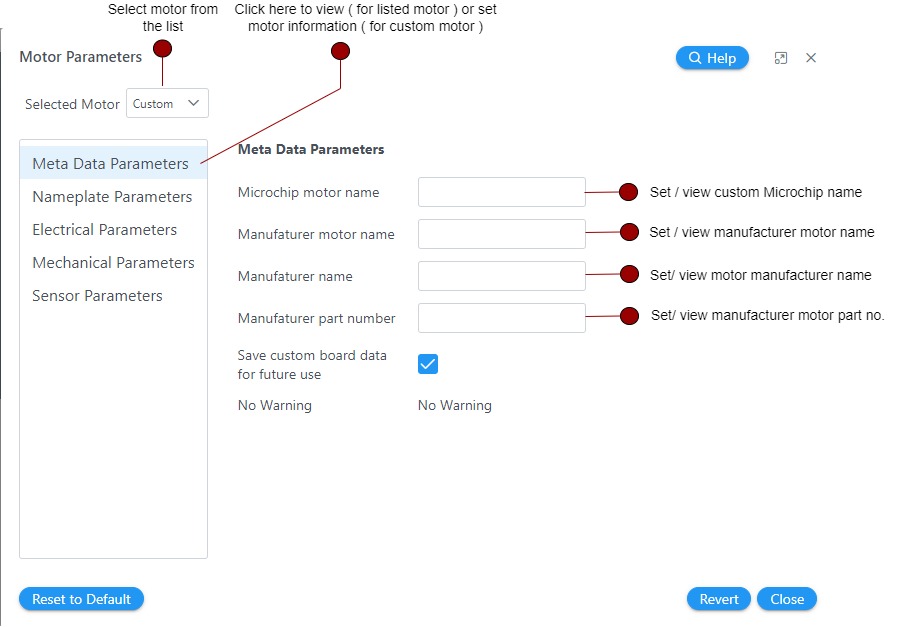 Select motor from
the list
Click here to view ( for listed motor ) or set
motor information ( for custom motor )
Motor Parameters
Help
Selected Motor
Custom
Meta Data Parameters
Nameplate Parameters
Electrical Parameters
Mechanical Parameters
Sensor Parameters
Meta Data Parameters
Microchip motor name
Set / view custom Microchip name
Manufaturer motor name
Set / view manufacturer motor name
Manufaturer name
Set/ view motor manufacturer name
Manufaturer part number
Set/ view manufacturer motor part no.
Save custom board data
for future use
No Warning
No Warning
Reset to Default
Revert
Close